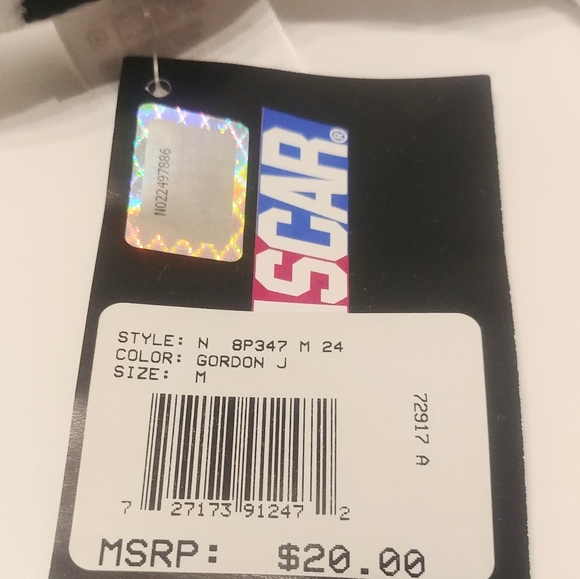 N022497886
SCAR®
STYLE: N 8P347 M 24
COLOR: GORDON J
SIZE: M
72917 A
7 27173 91247 2
MSRP: $20.00